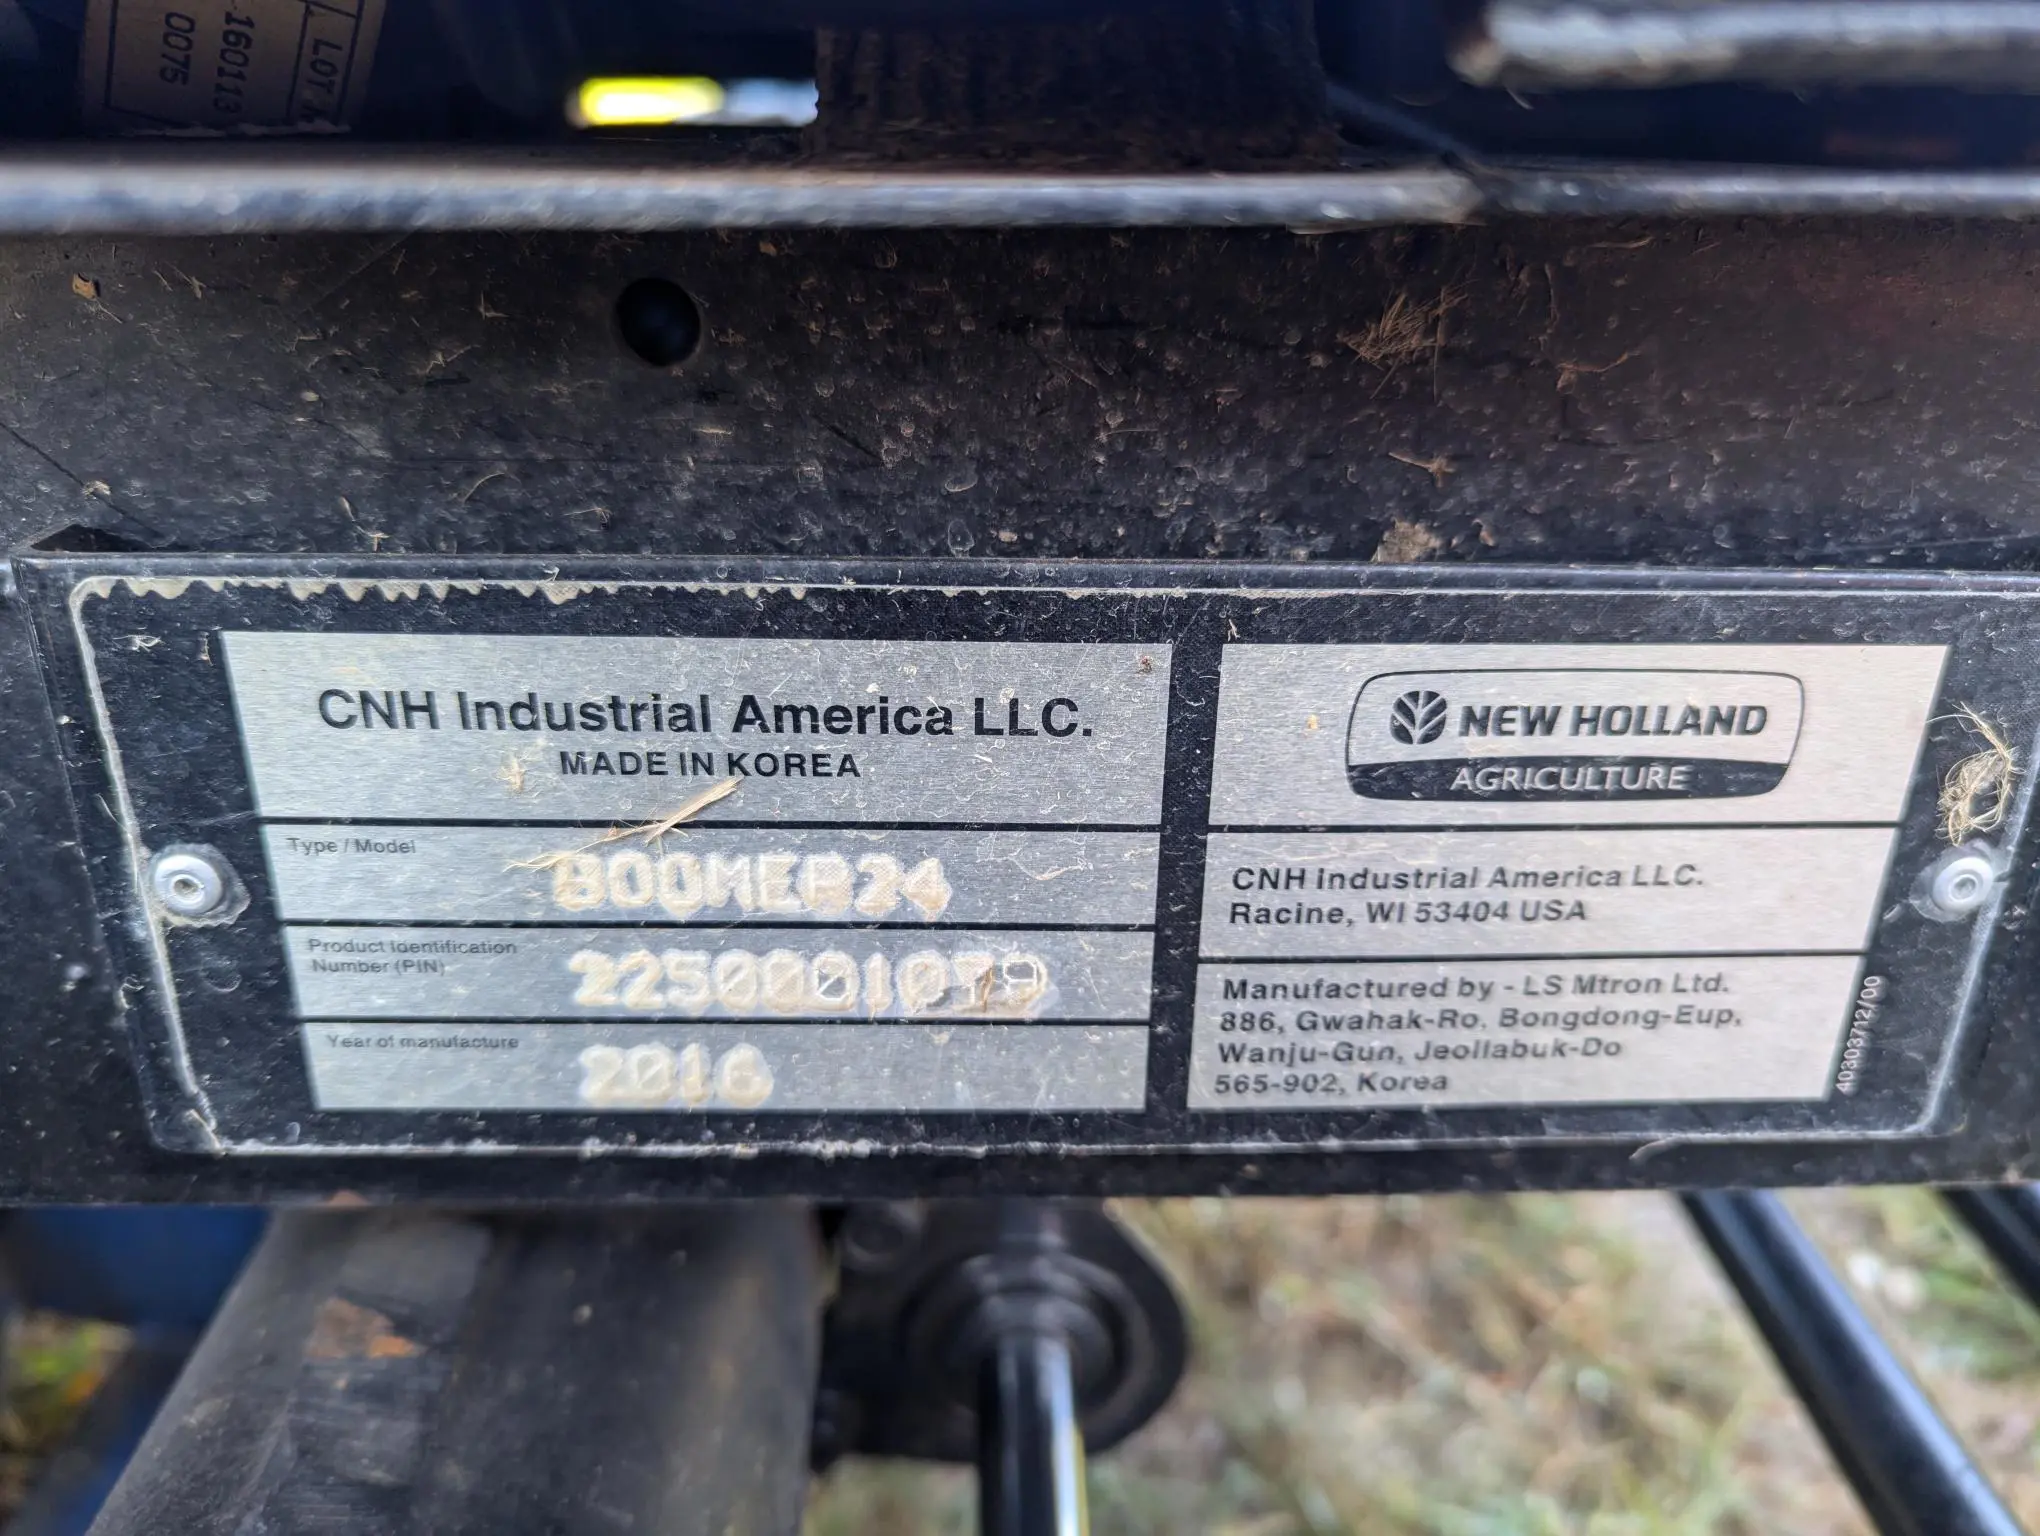 LOT
160113
0075
CNH Industrial America LLC.
MADE IN KOREA
Type / Model
BOOMER24
Product Identification
Number (PIN)
Year of manufacture
2016
NEW HOLLAND
AGRICULTURE
CNH Industrial America LLC.
Racine, WI 53404 USA
Manufactured by - LS Mtron Ltd.
886, Gwahak-Ro, Bongdong-Eup,
Wanju-Gun, Jeollabuk-Do
565-902, Korea
40303712/00